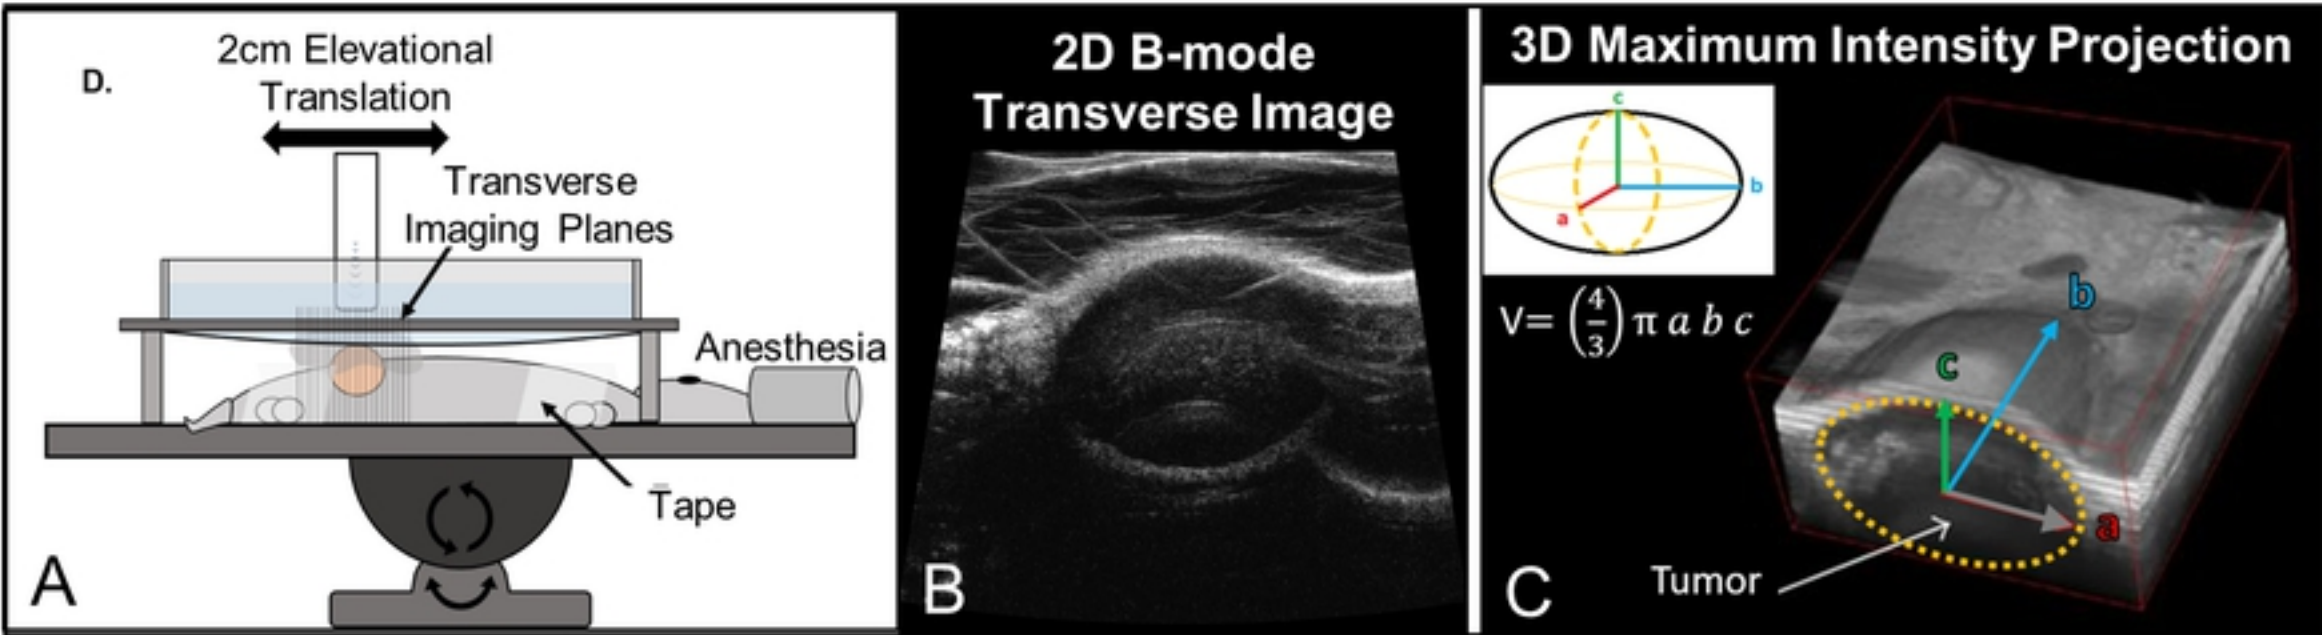 D.
2cm Elevational
Translation
Transverse
Imaging Planes
Anesthesia
Tape
A
2D B-mode
Transverse Image
B
3D Maximum Intensity Projection
c
b
a
V= (4/3) π a b c
b
c
a
Tumor
C